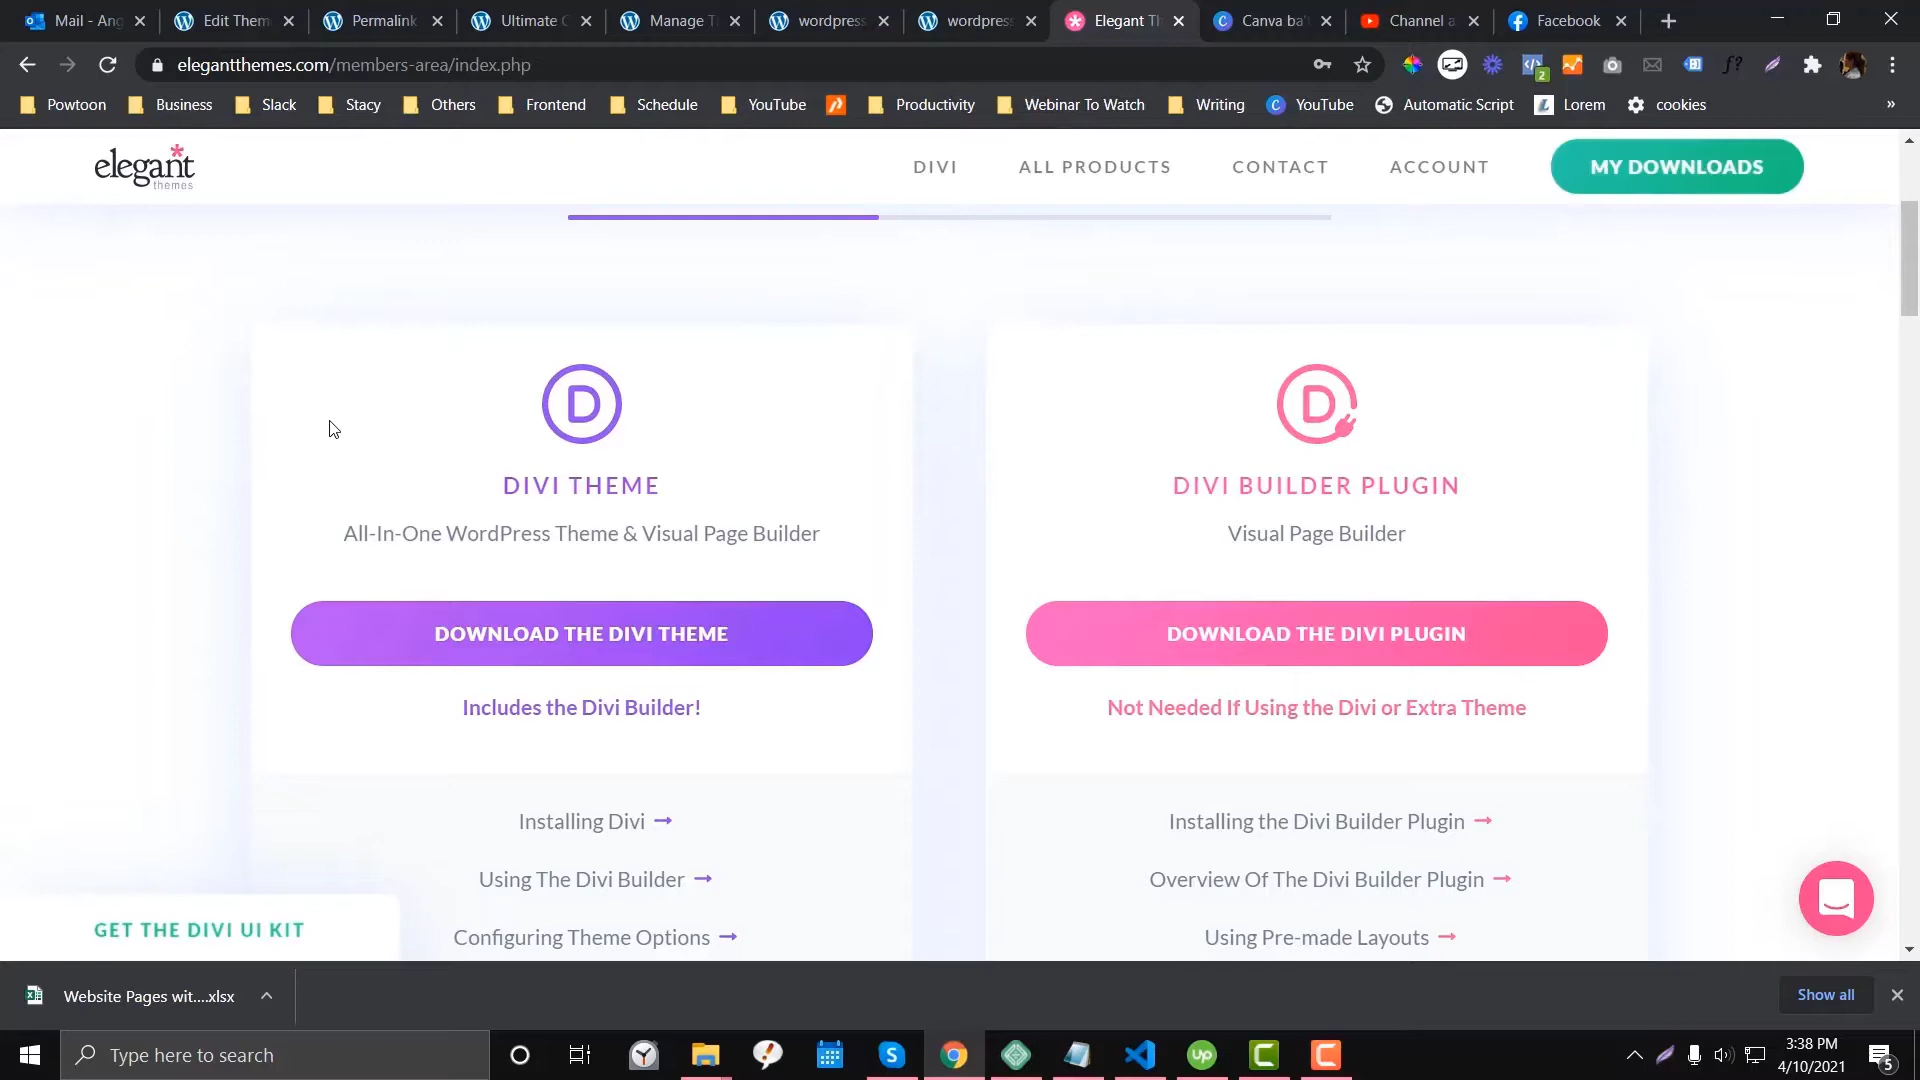 Mail - Ang
Edit Them
Permalink
Ultimate C
Manage T
wordpress
wordpress
Elegant Th
Canva ba
Channel a
Facebook
elegantthemes.com/members-area/index.php
Powtoon
Business
Slack
Stacy
Others
Frontend
Schedule
YouTube
Productivity
Webinar To Watch
Writing
YouTube
Automatic Script
Lorem
cookies
elegant
themes
DIVI
ALL PRODUCTS
CONTACT
ACCOUNT
MY DOWNLOADS
DIVI THEME
All-In-One WordPress Theme & Visual Page Builder
DOWNLOAD THE DIVI THEME
Includes the Divi Builder!
Installing Divi
Using The Divi Builder
Configuring Theme Options
DIVI BUILDER PLUGIN
Visual Page Builder
DOWNLOAD THE DIVI PLUGIN
Not Needed If Using the Divi or Extra Theme
Installing the Divi Builder Plugin
Overview Of The Divi Builder Plugin
Using Pre-made Layouts
GET THE DIVI UI KIT
Website Pages wit....xlsx
Show all
Type here to search
3:38 PM
4/10/2021
5